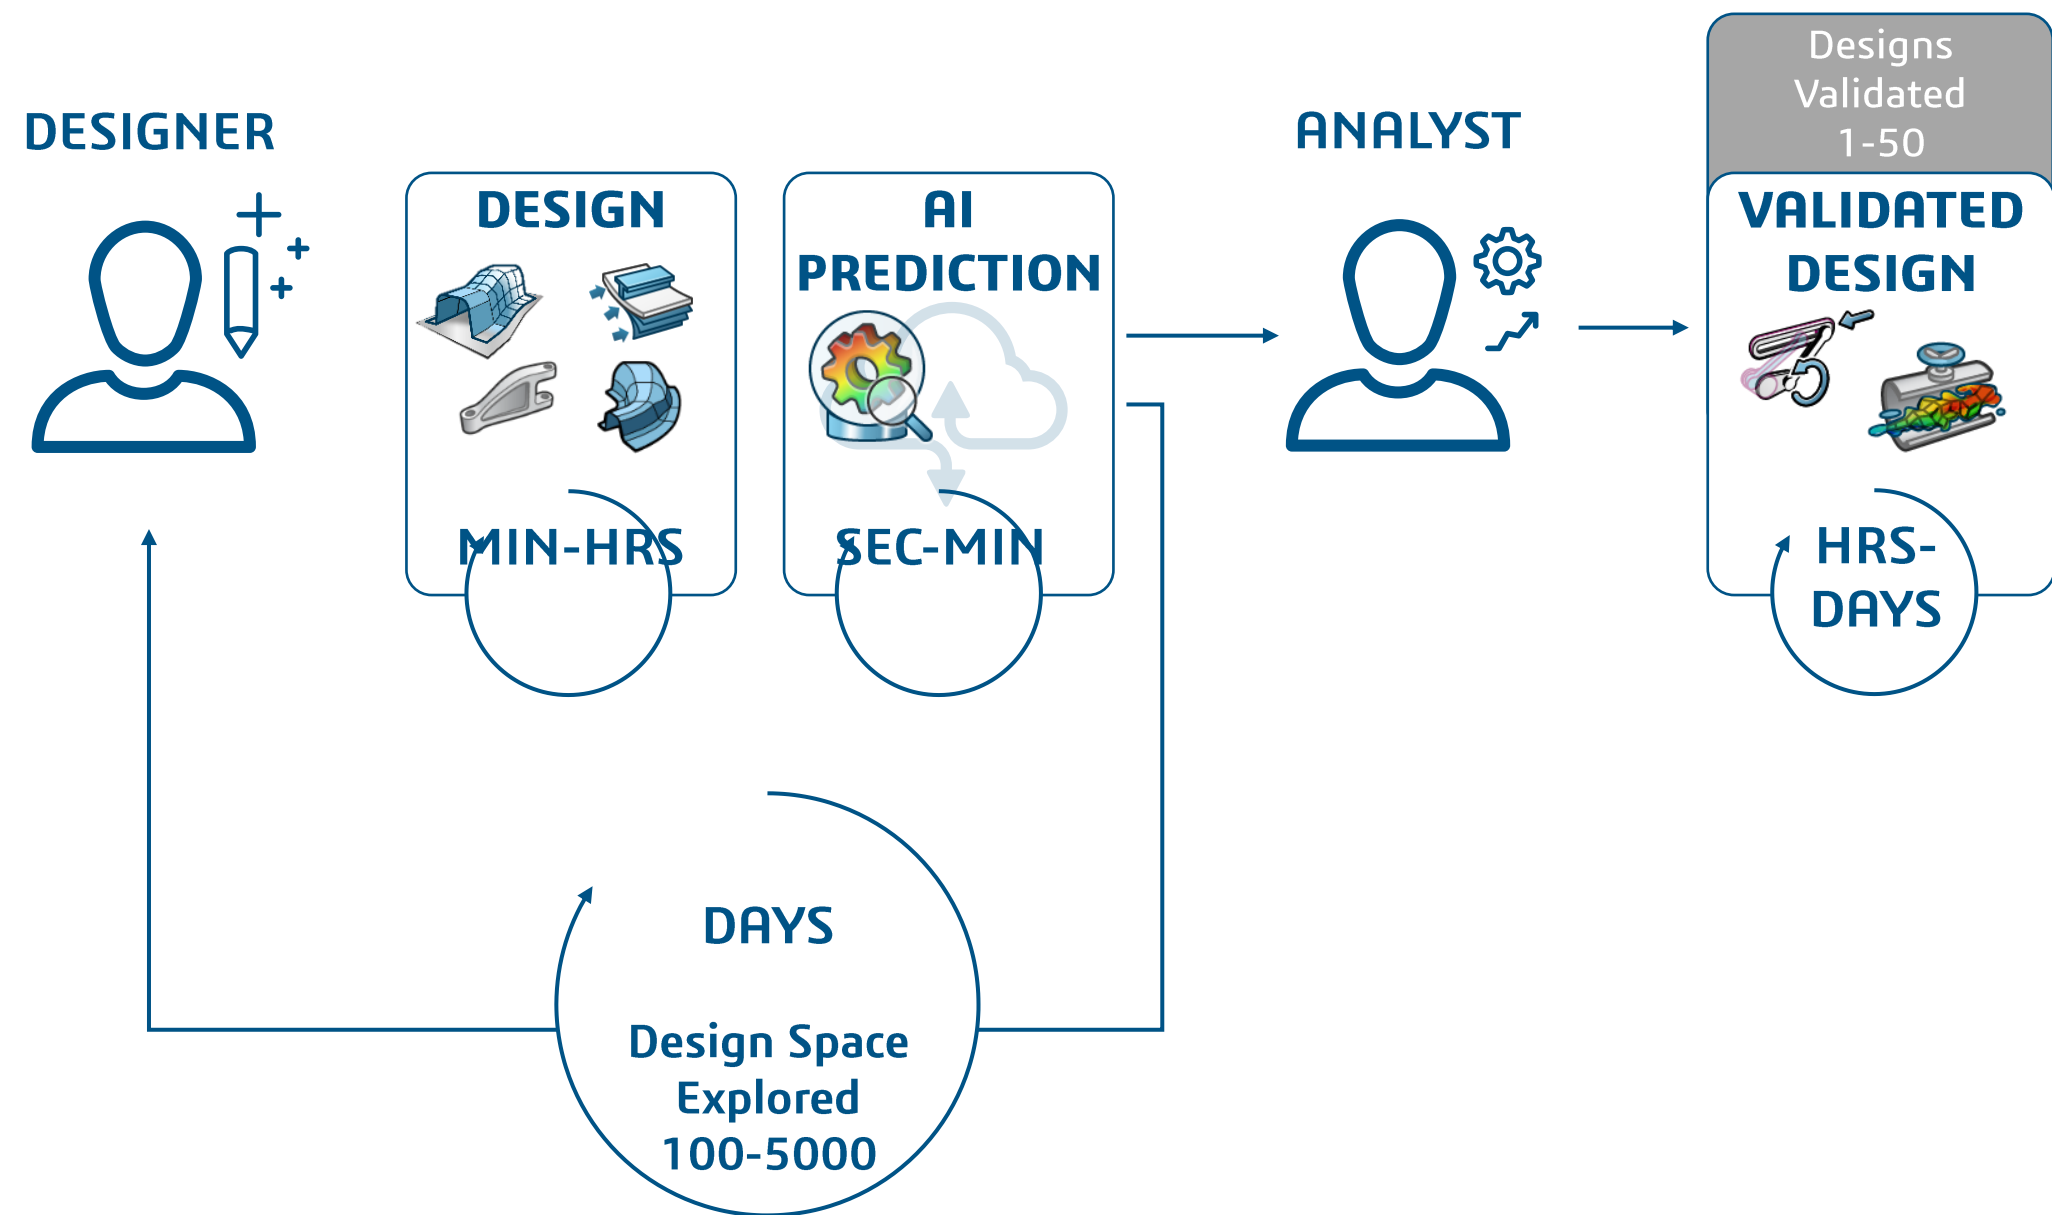 DESIGNER
DESIGN
MIN-HRS
AI
PREDICTION
SEC-MIN
ANALYST
Designs
Validated
1-50
VALIDATED
DESIGN
HRS-
DAYS
DAYS
Design Space
Explored
100-5000